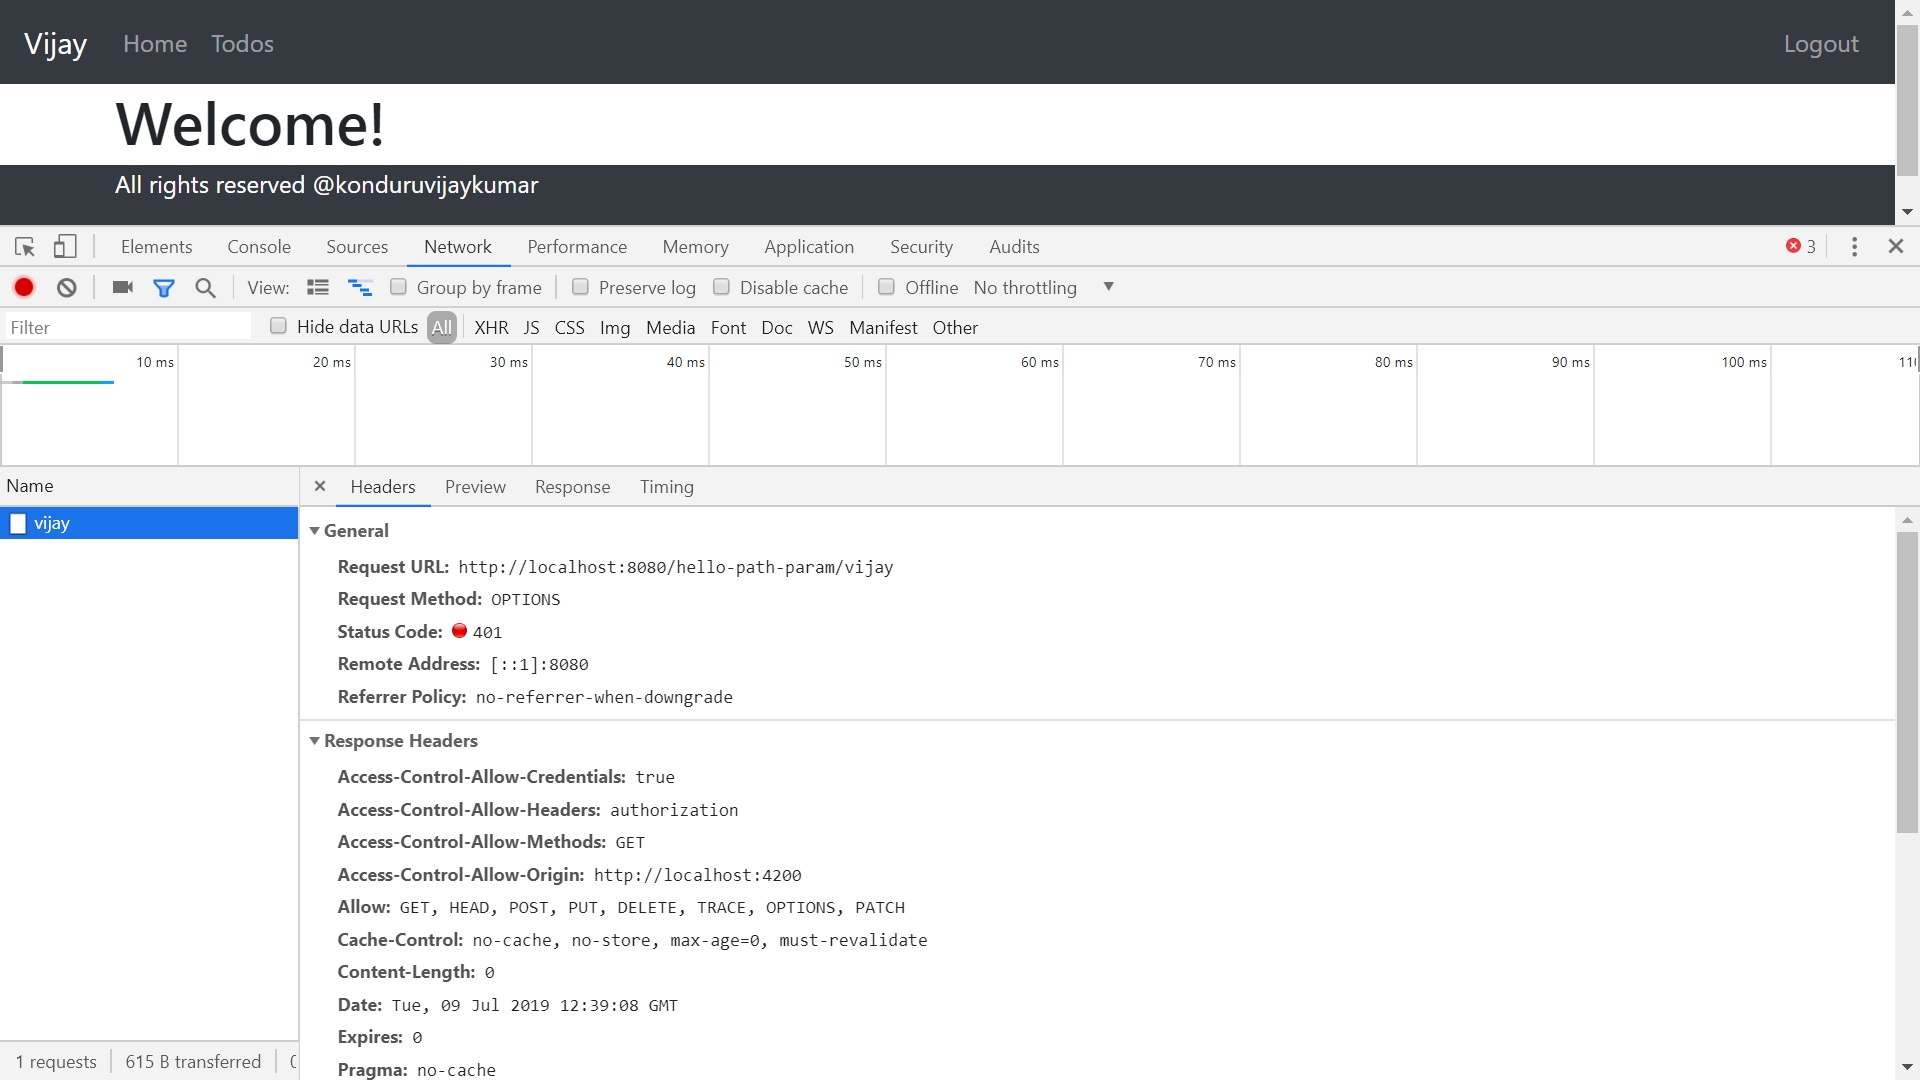 Vijay Home Todos Logout
Welcome!
All rights reserved @konduruvijaykumar
Elements Console Sources Network Performance Memory Application Security Audits 3
View: Group by frame Preserve log Disable cache Offline No throttling
Filter Hide data URLs All XHR JS CSS Img Media Font Doc WS Manifest Other
10 ms 20 ms 30 ms 40 ms 50 ms 60 ms 70 ms 80 ms 90 ms 100 ms
Name Headers Preview Response Timing
vijay
General
Request URL: http://localhost:8080/hello-path-param/vijay
Request Method: OPTIONS
Status Code: 401
Remote Address: [::1]:8080
Referrer Policy: no-referrer-when-downgrade
Response Headers
Access-Control-Allow-Credentials: true
Access-Control-Allow-Headers: authorization
Access-Control-Allow-Methods: GET
Access-Control-Allow-Origin: http://localhost:4200
Allow: GET, HEAD, POST, PUT, DELETE, TRACE, OPTIONS, PATCH
Cache-Control: no-cache, no-store, max-age=0, must-revalidate
Content-Length: 0
Date: Tue, 09 Jul 2019 12:39:08 GMT
Expires: 0
Pragma: no-cache
1 requests 615 B transferred